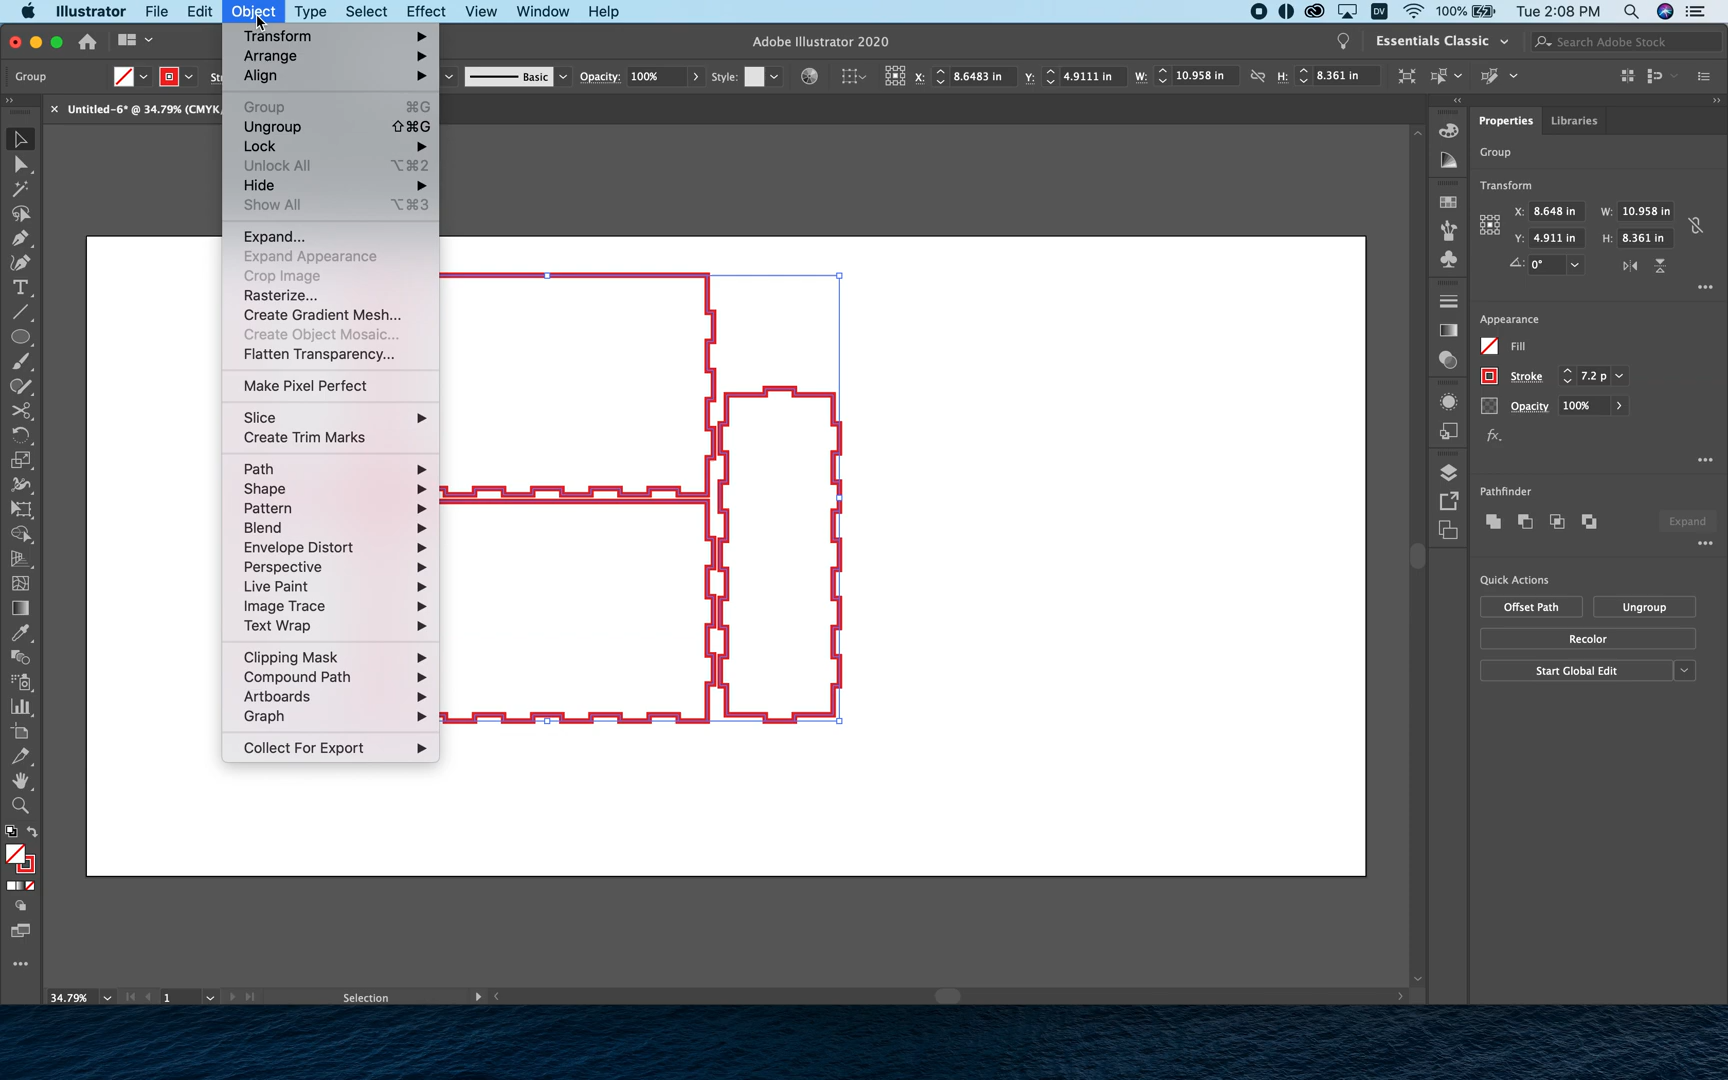 Illustrator File Edit Object Type Select Effect View Window Help
DV 100% Tue 2:08 PM
Adobe Illustrator 2020
Essentials Classic
Search Adobe Stock
Group
Basic Opacity: 100% Style: X: 8.6483 in Y: 4.9111 in W: 10.958 in H: 8.361 in
Untitled-6* @ 34.79% (CMYK
Transform
Arrange
Align
Group ⌘G
Ungroup ⇧⌘G
Lock
Unlock All ⌥⌘2
Hide
Show All ⌥⌘3
Expand...
Expand Appearance
Crop Image
Rasterize...
Create Gradient Mesh...
Create Object Mosaic...
Flatten Transparency...
Make Pixel Perfect
Slice
Create Trim Marks
Path
Shape
Pattern
Blend
Envelope Distort
Perspective
Live Paint
Image Trace
Text Wrap
Clipping Mask
Compound Path
Artboards
Graph
Collect For Export
Properties Libraries
Group
Transform
X: 8.648 in W: 10.958 in
Y: 4.911 in H: 8.361 in
0°
Appearance
Fill
Stroke 7.2 p
Opacity 100%
fx.
Pathfinder
Expand
Quick Actions
Offset Path Ungroup
Recolor
Start Global Edit
34.79% 1 Selection